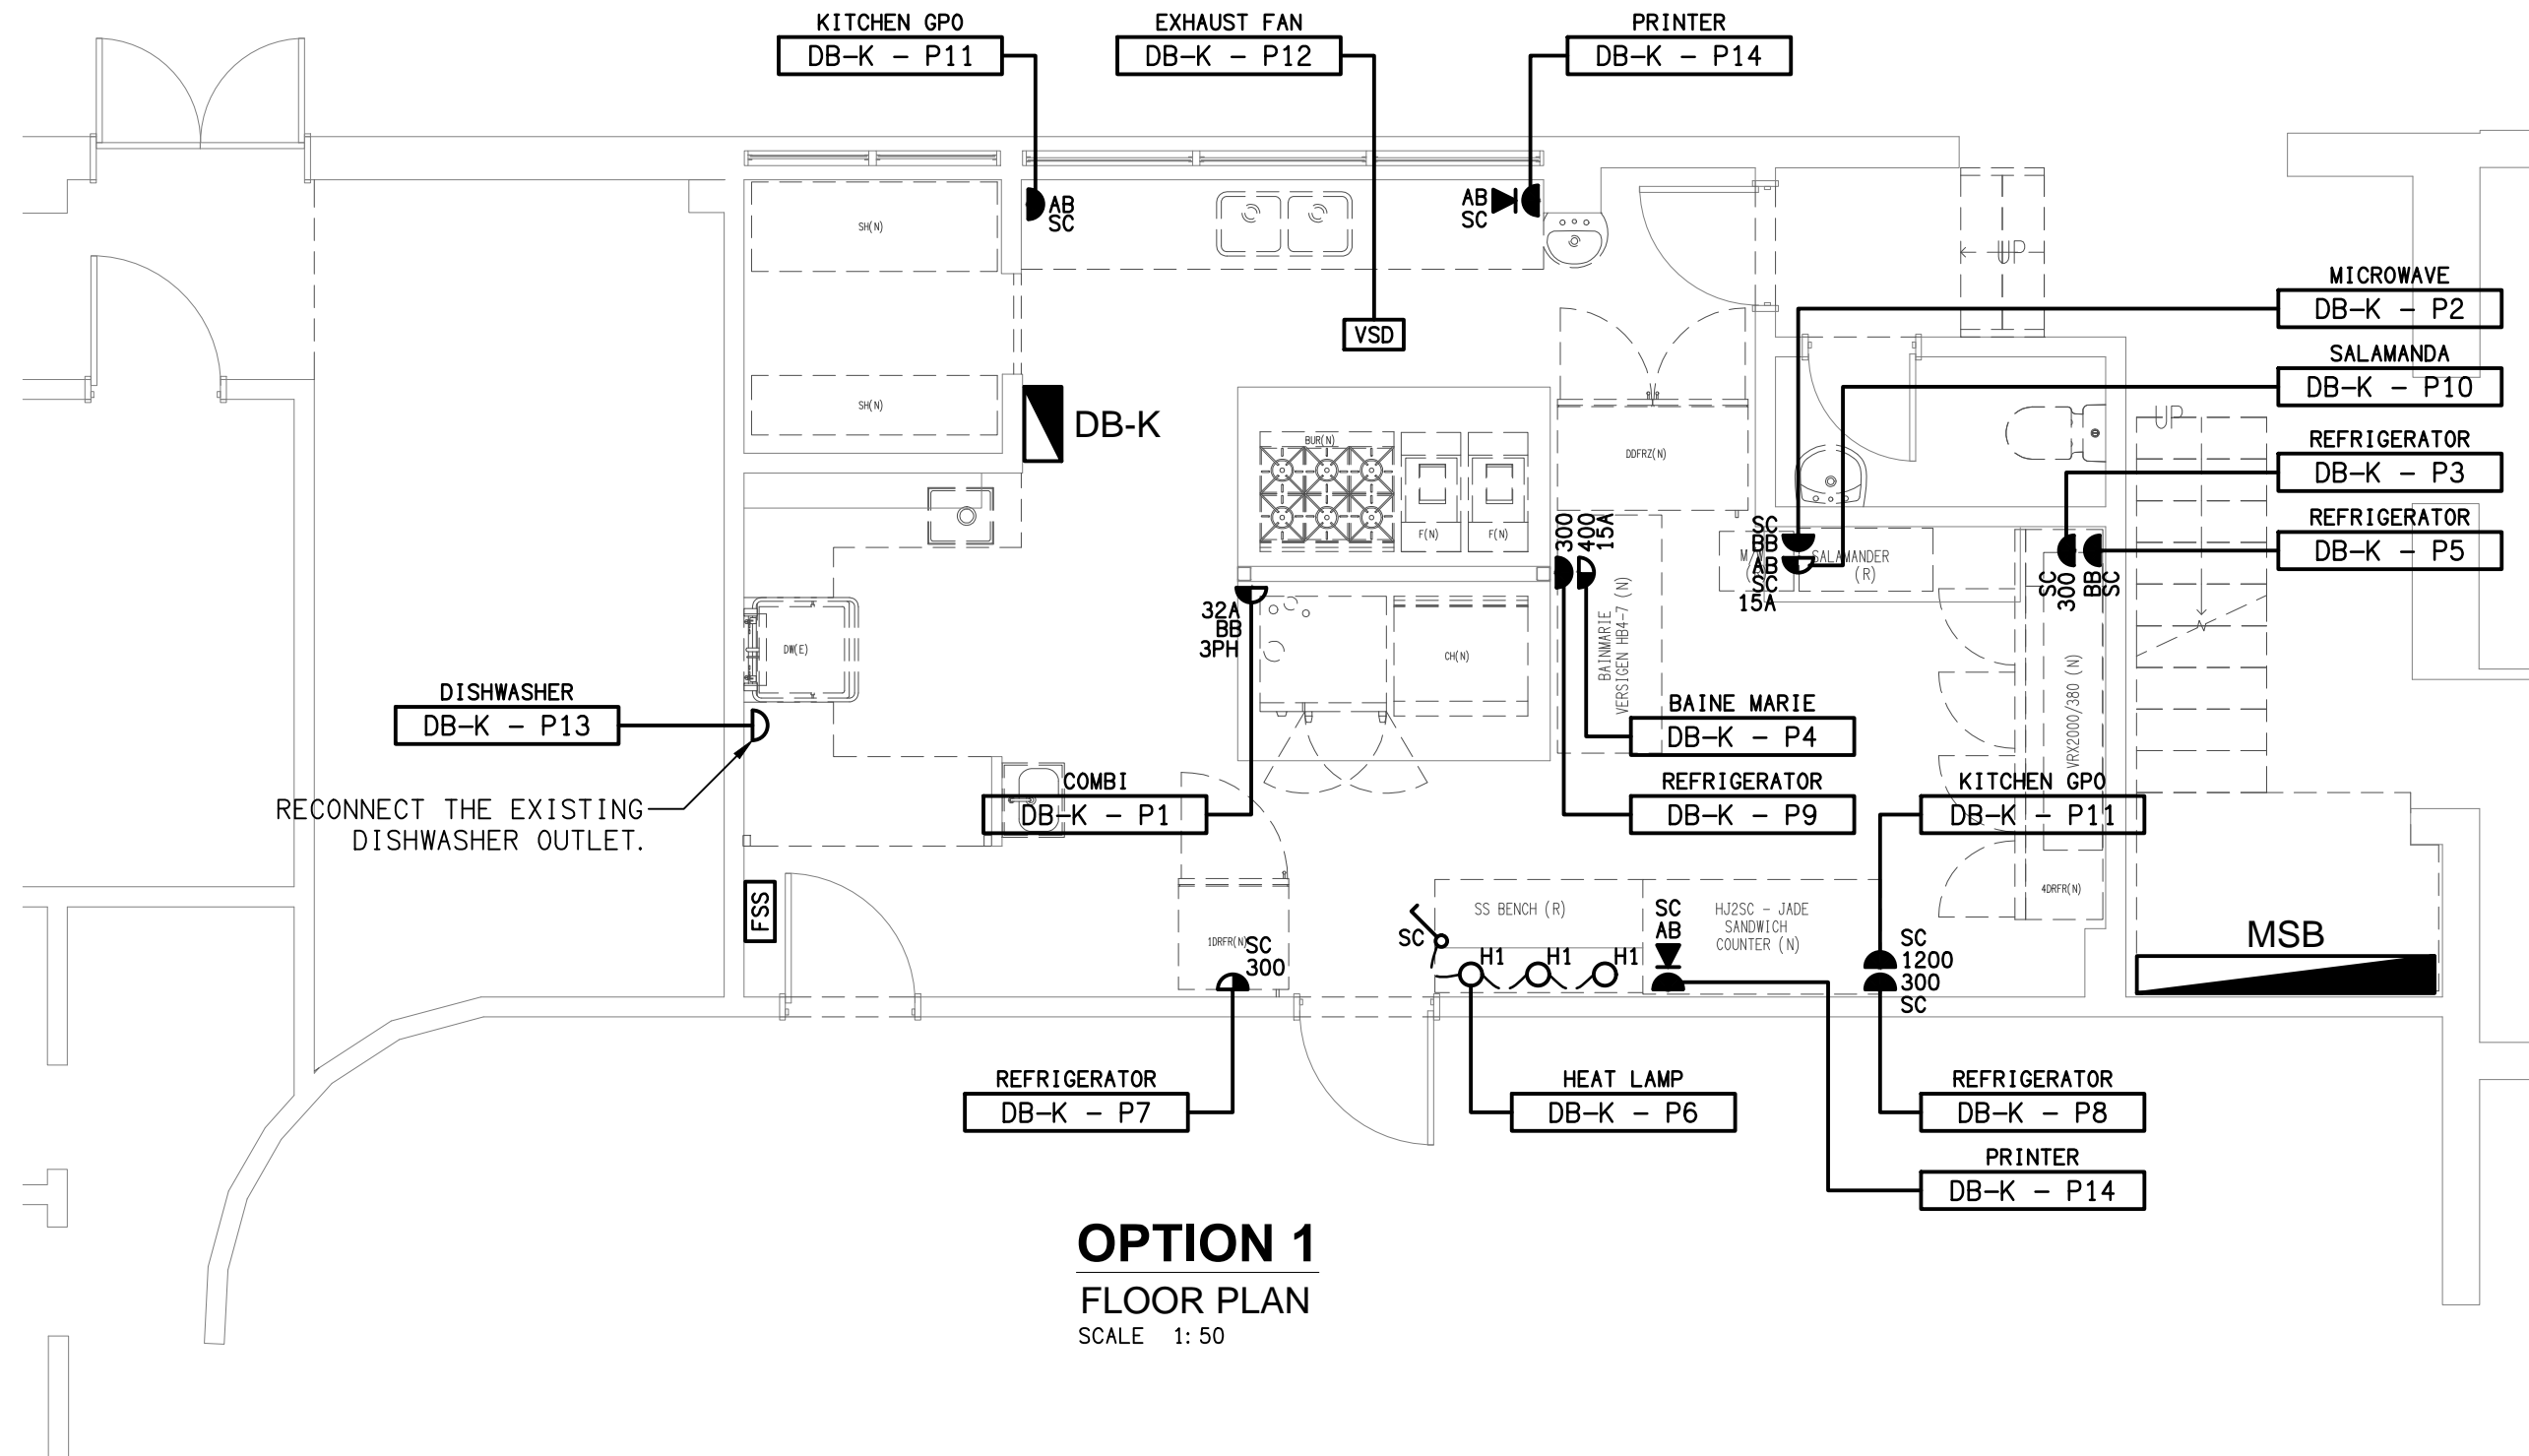 KITCHEN GPO
DB-K - P11
EXHAUST FAN
DB-K - P12
PRINTER
DB-K - P14
AB
SC
AB
SC
SH(N)
UP
MICROWAVE
DB-K - P2
VSD
SALAMANDA
DB-K - P10
SH(N)
DB-K
UP
REFRIGERATOR
DB-K - P3
BUR(N)
DDFRZ(N)
REFRIGERATOR
DB-K - P5
F(N)
F(N)
300
400
15A
SC
BB
AB
SC
15A
SALAMANDER
(R)
SC
300
BB
SC
32A
BB
3PH
DW(E)
CH(N)
BAINMARIE
VERSIGEN HB4-7 (N)
VRX2000/380 (N)
DISHWASHER
DB-K - P13
BAINE MARIE
DB-K - P4
RECONNECT THE EXISTING
DISHWASHER OUTLET.
COMBI
DB-K - P1
REFRIGERATOR
DB-K - P9
KITCHEN GPO
DB-K - P11
4DRFR(N)
FSS
SS BENCH (R)
SC
AB
HJ2SC - JADE
SANDWICH
COUNTER (N)
1DRFR(N)
SC
300
SC
H1
H1
H1
SC
1200
300
SC
MSB
REFRIGERATOR
DB-K - P7
HEAT LAMP
DB-K - P6
REFRIGERATOR
DB-K - P8
PRINTER
DB-K - P14
OPTION 1
FLOOR PLAN
SCALE 1:50